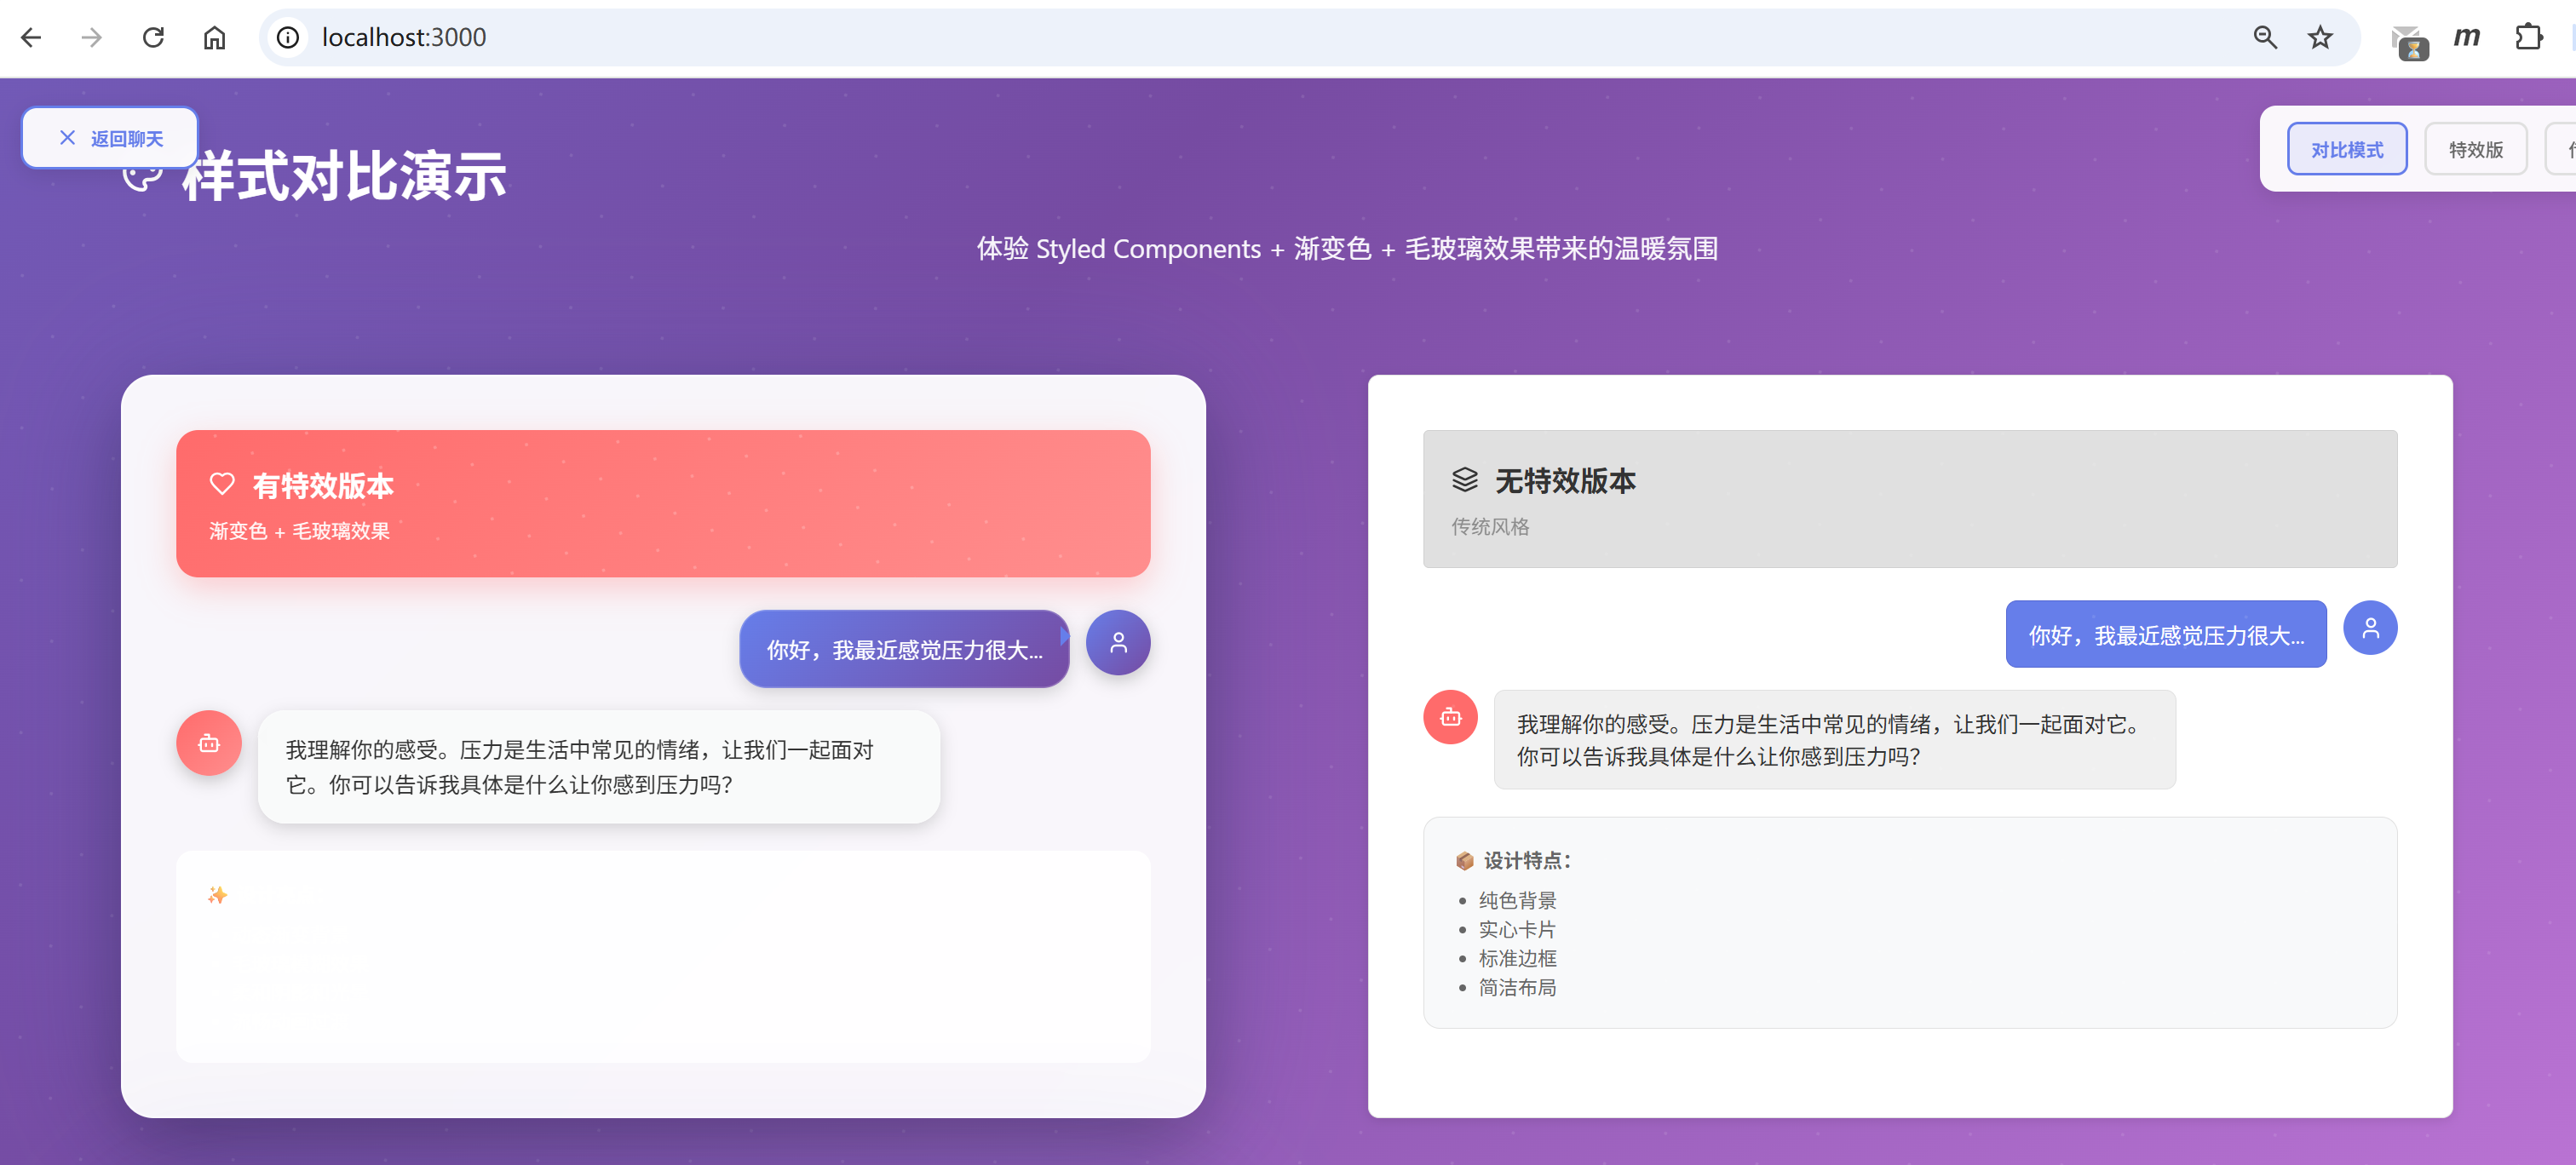 localhost:3000
返回聊天
样式对比演示
对比模式
特效版
体验 Styled Components + 渐变色 + 毛玻璃效果带来的温暖氛围
有特效版本
渐变色 + 毛玻璃效果
你好，我最近感觉压力很大...
我理解你的感受。压力是生活中常见的情绪，让我们一起面对
它。你可以告诉我具体是什么让你感到压力吗？
✨
无特效版本
传统风格
你好，我最近感觉压力很大...
我理解你的感受。压力是生活中常见的情绪，让我们一起面对它。
你可以告诉我具体是什么让你感到压力吗？
📦 设计特点：
• 纯色背景
• 实心卡片
• 标准边框
• 简洁布局